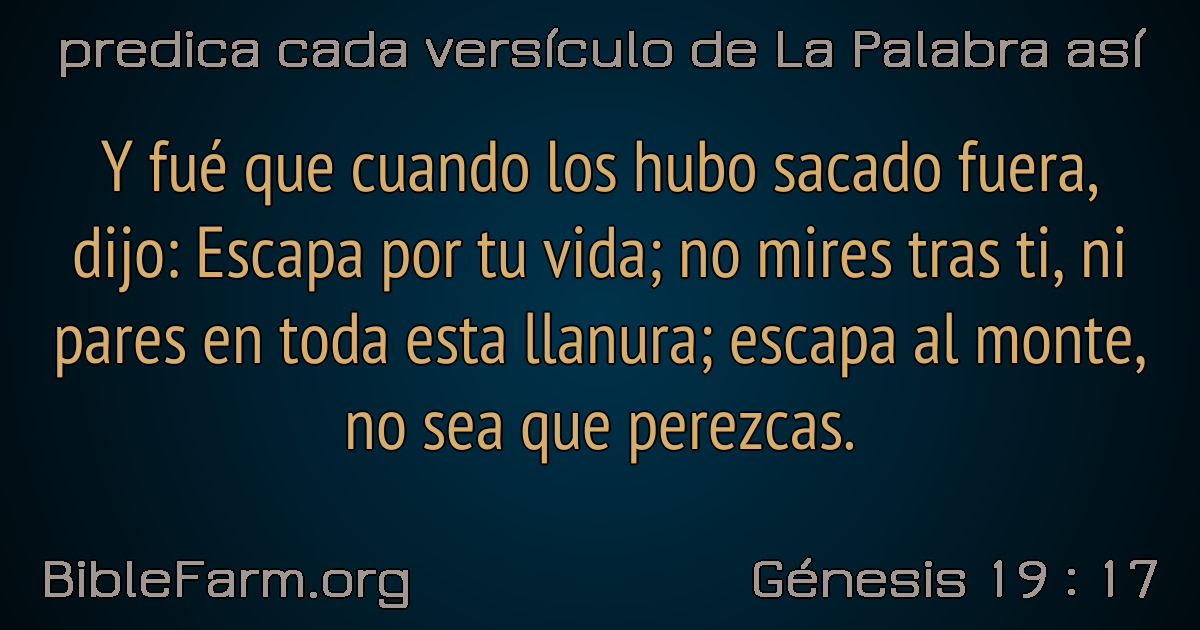 predica cada versículo de La Palabra así
Y fué que cuando los hubo sacado fuera,
dijo: Escapa por tu vida; no mires tras ti, ni
pares en toda esta llanura; escapa al monte,
no sea que perezcas.
BibleFarm.org
Génesis 19 : 17